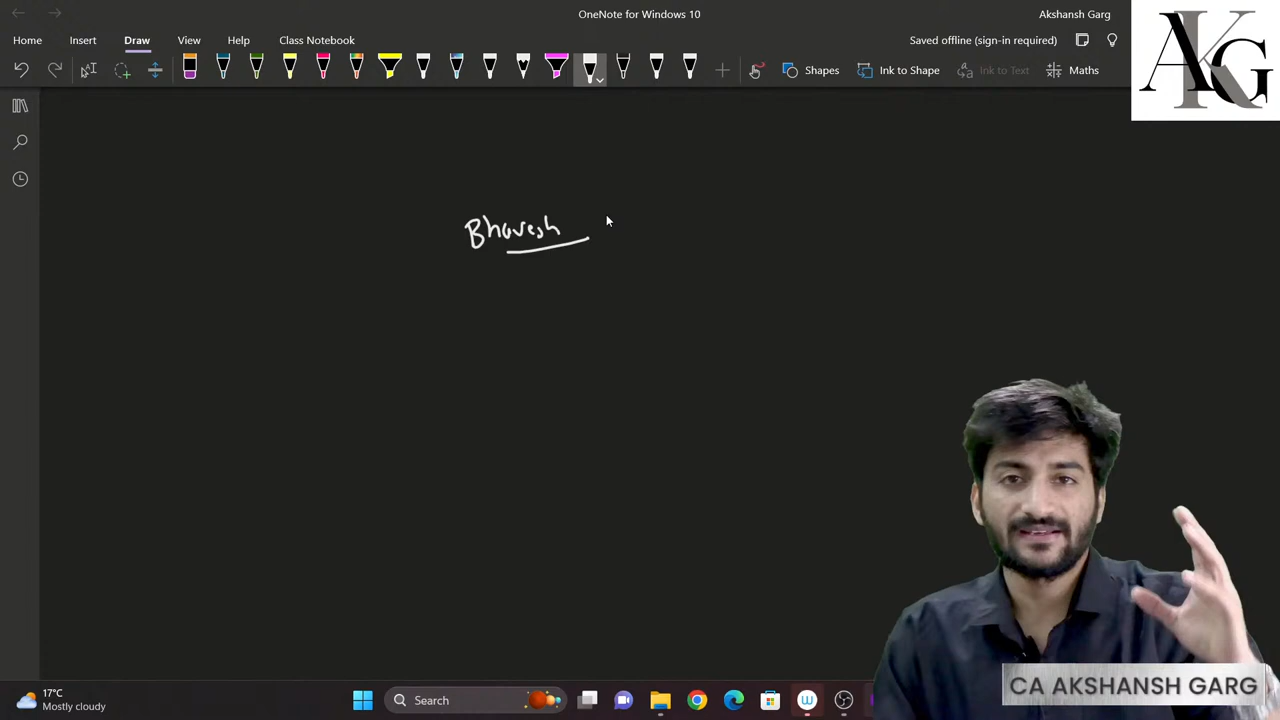 OneNote for Windows 10
Akshansh Garg
Home
Insert
Draw
View
Help
Class Notebook
Saved offline (sign-in required)
Shapes
Ink to Shape
Ink to Text
Maths
AKG
Bhavesh
CA AKSHANSH GARG
17°C
Mostly cloudy
Search